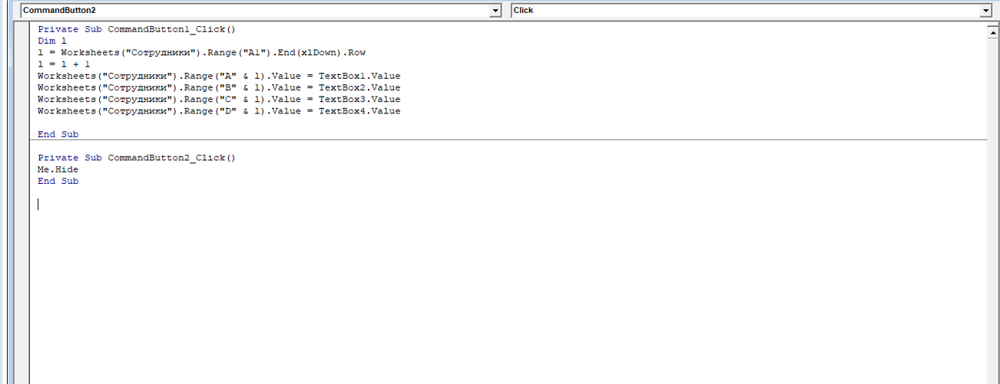 CommandButton2
Click
Private Sub CommandButton1_Click()
Dim l
l = Worksheets("Сотрудники").Range("A1").End(xlDown).Row
l = l + 1
Worksheets("Сотрудники").Range("A" & l).Value = TextBox1.Value
Worksheets("Сотрудники").Range("B" & l).Value = TextBox2.Value
Worksheets("Сотрудники").Range("C" & l).Value = TextBox3.Value
Worksheets("Сотрудники").Range("D" & l).Value = TextBox4.Value
End Sub
Private Sub CommandButton2_Click()
Me.Hide
End Sub